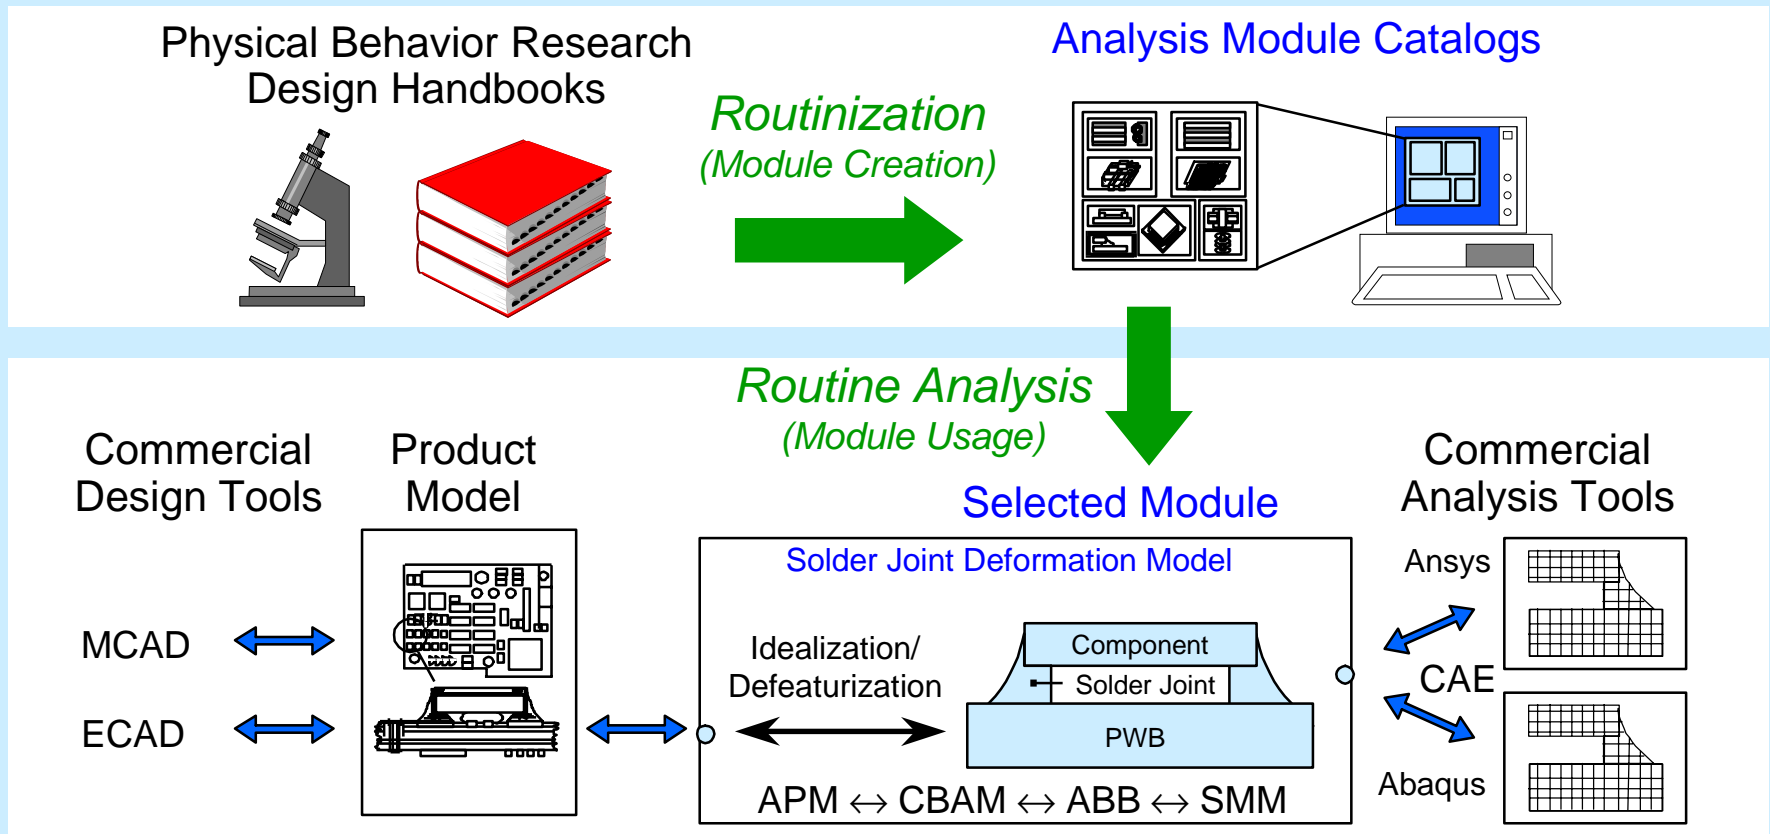 Physical Behavior Research
Design Handbooks
Analysis Module Catalogs
Routinization
(Module Creation)
Routine Analysis
(Module Usage)
Commercial
Design Tools
Product
Model
Selected Module
Commercial
Analysis Tools
MCAD
ECAD
Solder Joint Deformation Model
Idealization/
Defeaturization
Component
Solder Joint
PWB
APM ↔ CBAM ↔ ABB ↔ SMM
Ansys
CAE
Abaqus